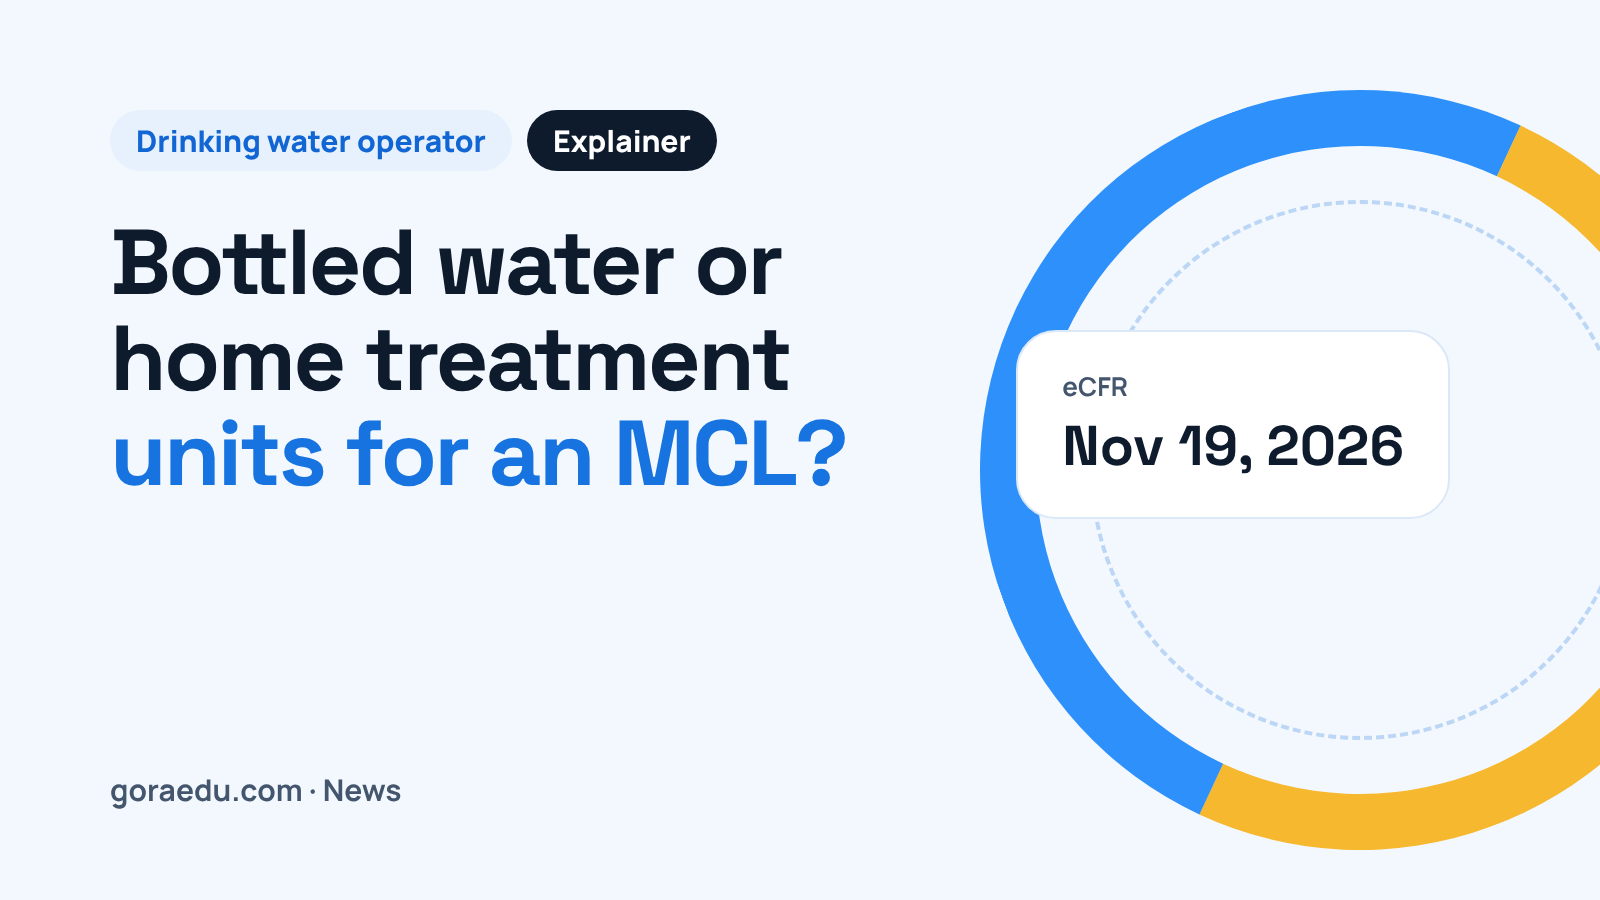 Drinking water operator
Explainer
Bottled water or
home treatment
units for an MCL?
eCFR
Nov 19, 2026
goraedu.com · News